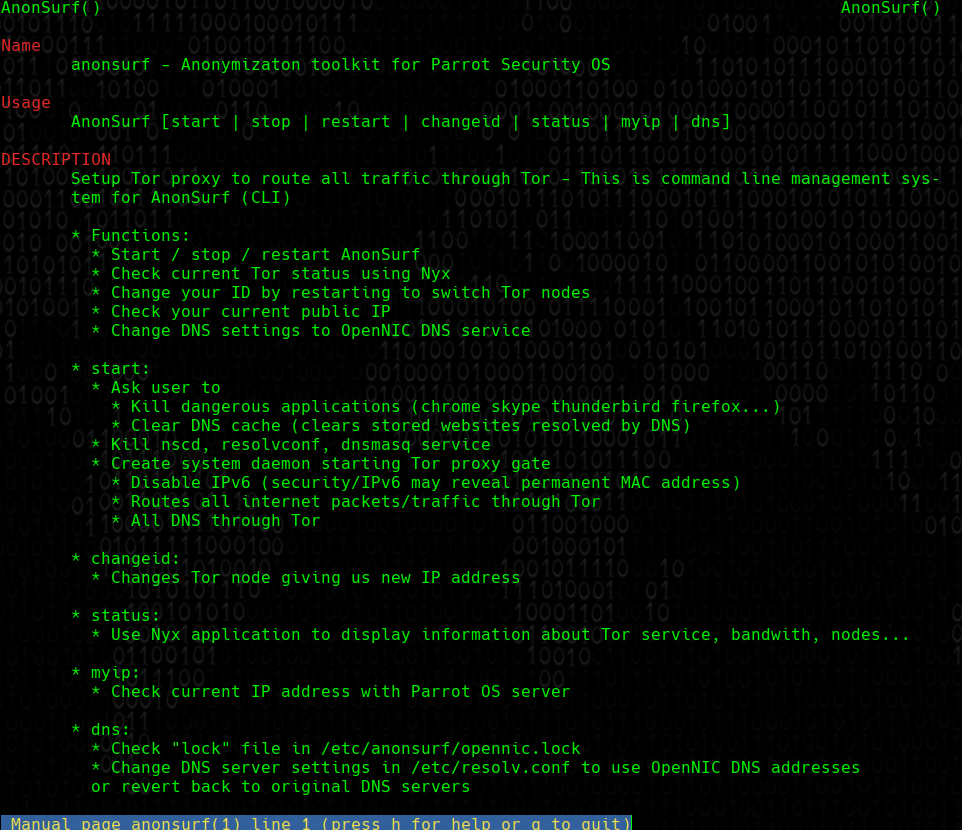 AnonSurf() AnonSurf()
Name
anonsurf - Anonymizaton toolkit for Parrot Security OS
Usage
AnonSurf [start | stop | restart | changeid | status | myip | dns]
DESCRIPTION
Setup Tor proxy to route all traffic through Tor - This is command line management sys-
tem for AnonSurf (CLI)
* Functions:
* Start / stop / restart AnonSurf
* Check current Tor status using Nyx
* Change your ID by restarting to switch Tor nodes
* Check your current public IP
* Change DNS settings to OpenNIC DNS service
* start:
* Ask user to
* Kill dangerous applications (chrome skype thunderbird firefox...)
* Clear DNS cache (clears stored websites resolved by DNS)
* Kill nscd, resolvconf, dnsmasq service
* Create system daemon starting Tor proxy gate
* Disable IPv6 (security/IPv6 may reveal permanent MAC address)
* Routes all internet packets/traffic through Tor
* All DNS through Tor
* changeid:
* Changes Tor node giving us new IP address
* status:
* Use Nyx application to display information about Tor service, bandwith, nodes...
* myip:
* Check current IP address with Parrot OS server
* dns:
* Check "lock" file in /etc/anonsurf/opennic.lock
* Change DNS server settings in /etc/resolv.conf to use OpenNIC DNS addresses
or revert back to original DNS servers
Manual page anonsurf(1) line 1 (press h for help or q to quit)